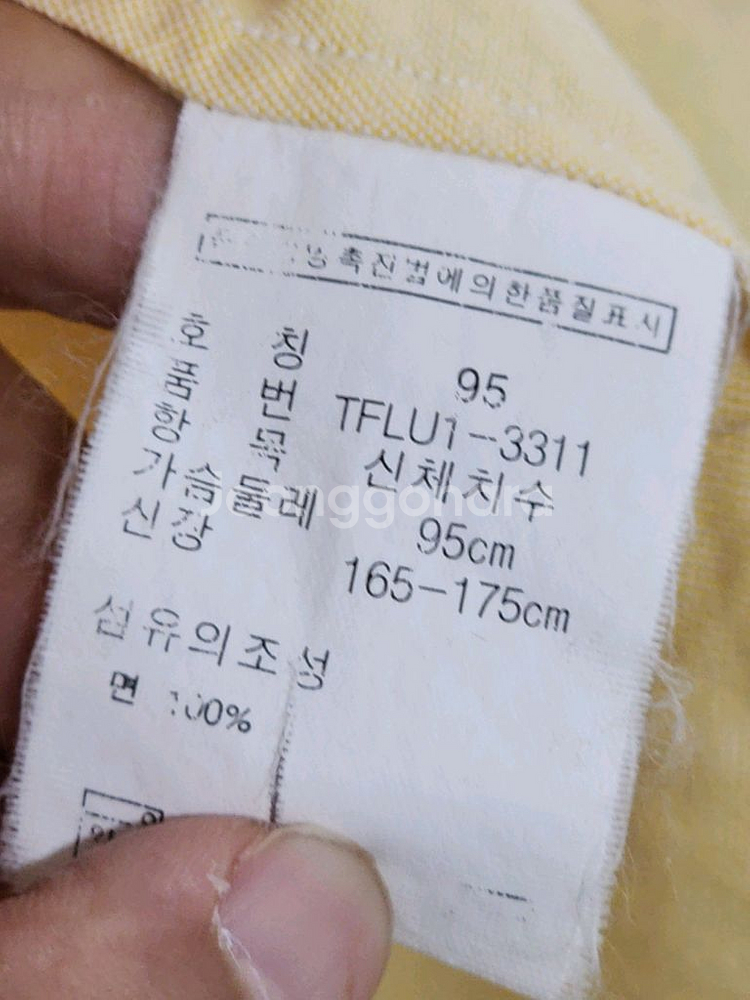 촉진법에의한품질표시
호 칭 95
품 번 TFLU1-3311
항 목 신체치수
가슴둘레 95cm
신장 165-175cm
섬유의조성
면 100%
jeonggonara